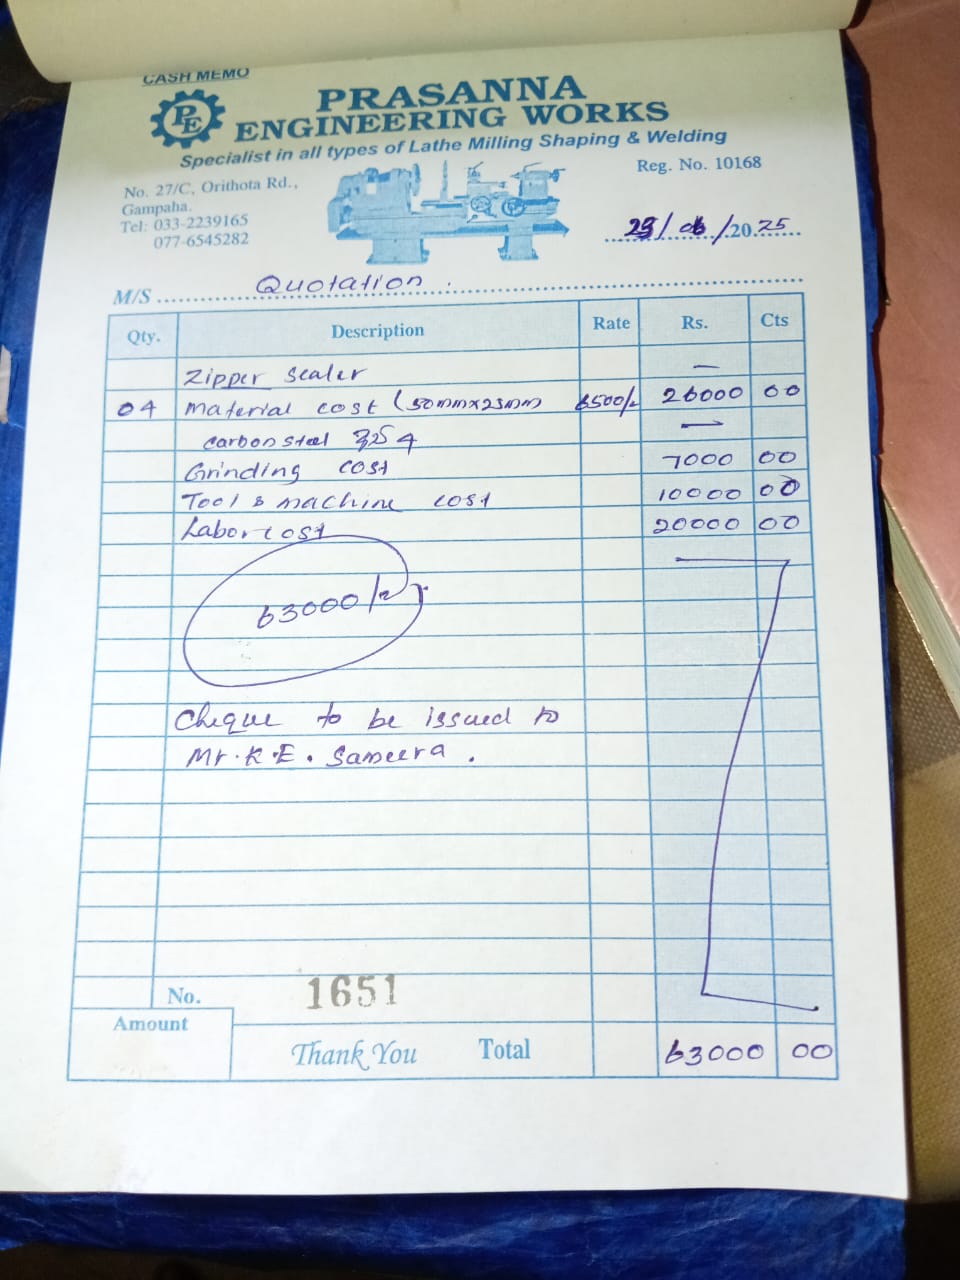 CASH MEMO
PE
PRASANNA
ENGINEERING WORKS
Specialist in all types of Lathe Milling Shaping & Welding
No. 27/C, Orithota Rd.,
Gampaha.
Tel: 033-2239165
077-6545282
Reg. No. 10168
/06/2025
M/S Quotation.
Qty. Description Rate Rs. Cts
Zipper sealer —
04 Material cost (50mmx25mm) 6500/= 26000 00
carbon steel 4 —
Grinding cost 7000 00
Tool & machine cost 10000 00
Labor cost 20000 00
63000/=
Cheque to be issued to
Mr. K.E. Sameera.
No. 1651
Amount
Thank You Total 63000 00